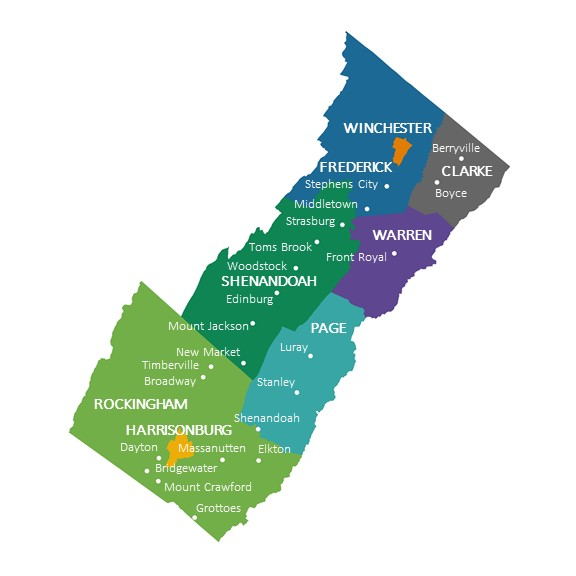 WINCHESTER
Berryville
FREDERICK
CLARKE
Stephens City
Boyce
Middletown
Strasburg
WARREN
Toms Brook
Front Royal
Woodstock
SHENANDOAH
Edinburg
Mount Jackson
PAGE
Luray
New Market
Timberville
Broadway
Stanley
ROCKINGHAM
Shenandoah
HARRISONBURG
Dayton
Massanutten
Elkton
Bridgewater
Mount Crawford
Grottoes